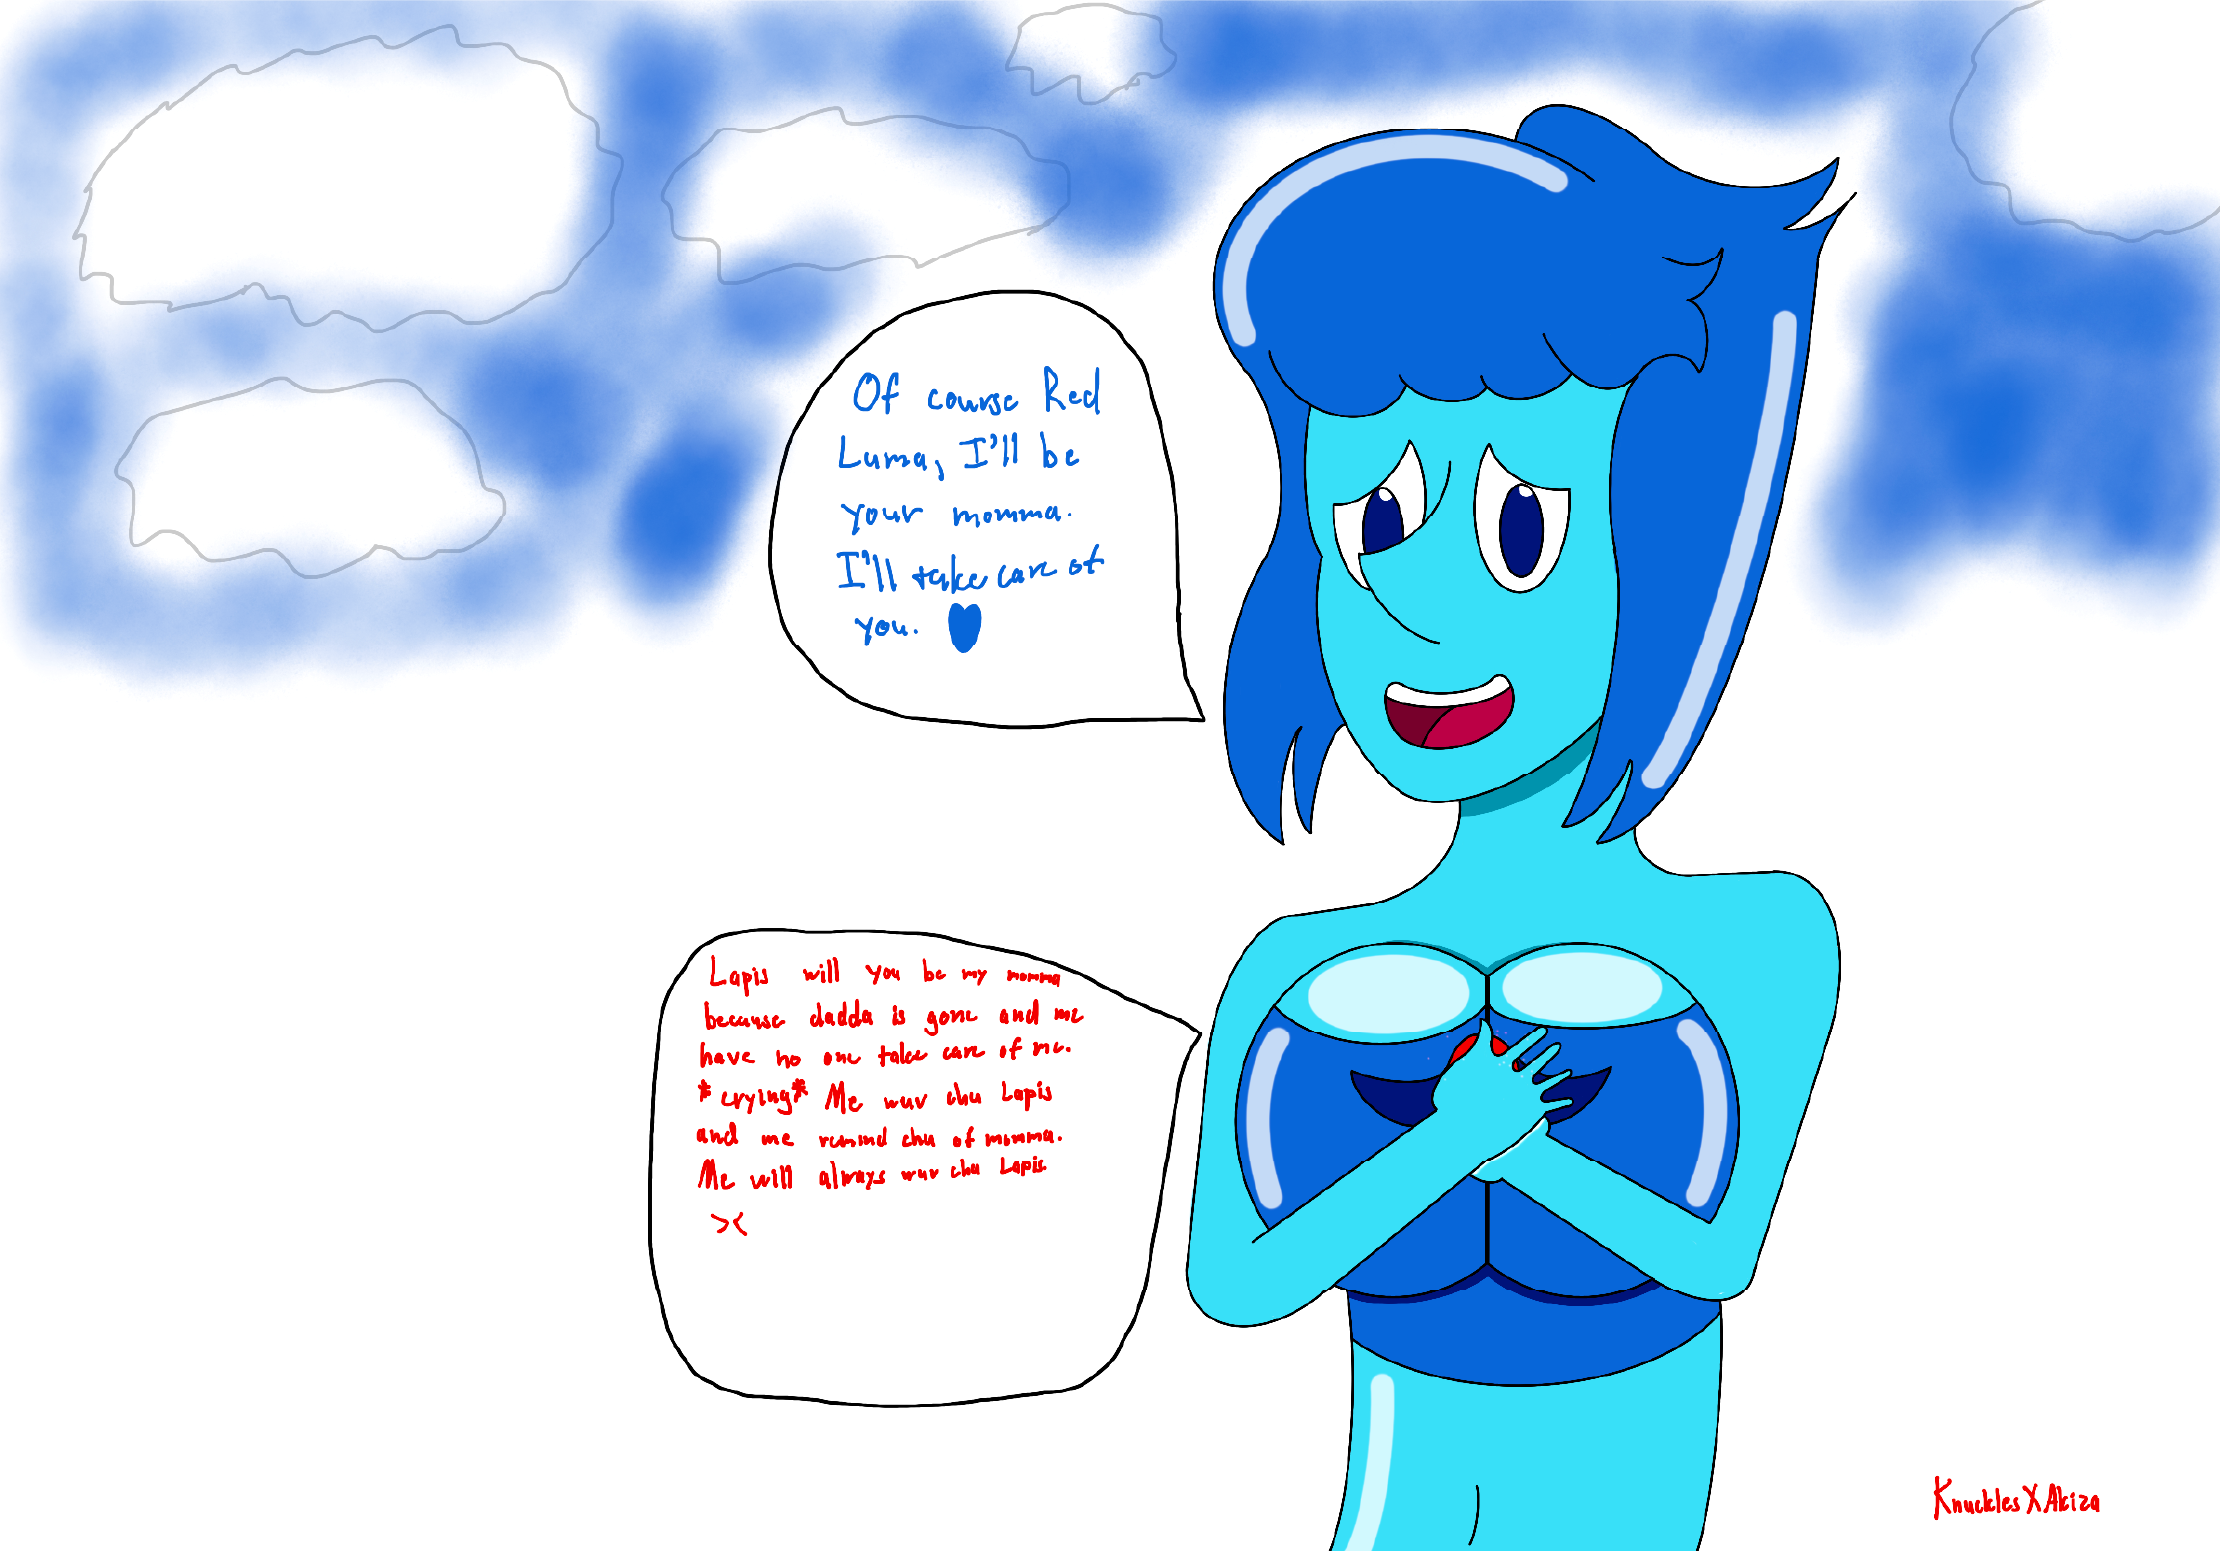 Of course Red
Luma, I'll be
your momma.
I'll take care of
you.
Lapis will you be my momma
because dadda is gone and me
have no one take care of me.
*crying* Me wuv chu Lapis
and me remind chu of momma.
Me will always wuv chu Lapis.
><
KnucklesXAkiza